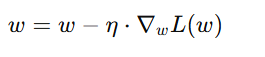 w = w − η · ∇_w L(w)